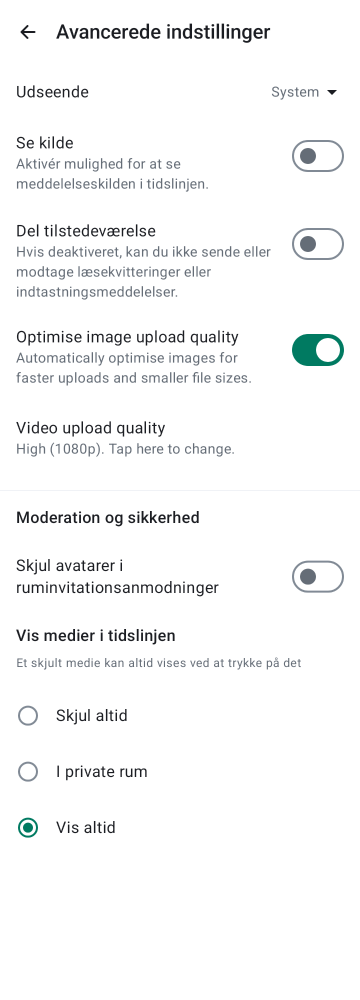 Avancerede indstillinger
Udseende
System
Se kilde
Aktivér mulighed for at se
meddelelseskilden i tidslinjen.
Del tilstedeværelse
Hvis deaktiveret, kan du ikke sende eller
modtage læsekvitteringer eller
indtastningsmeddelelser.
Optimise image upload quality
Automatically optimise images for
faster uploads and smaller file sizes.
Video upload quality
High (1080p). Tap here to change.
Moderation og sikkerhed
Skjul avatarer i
ruminvitationsanmodninger
Vis medier i tidslinjen
Et skjult medie kan altid vises ved at trykke på det
Skjul altid
I private rum
Vis altid